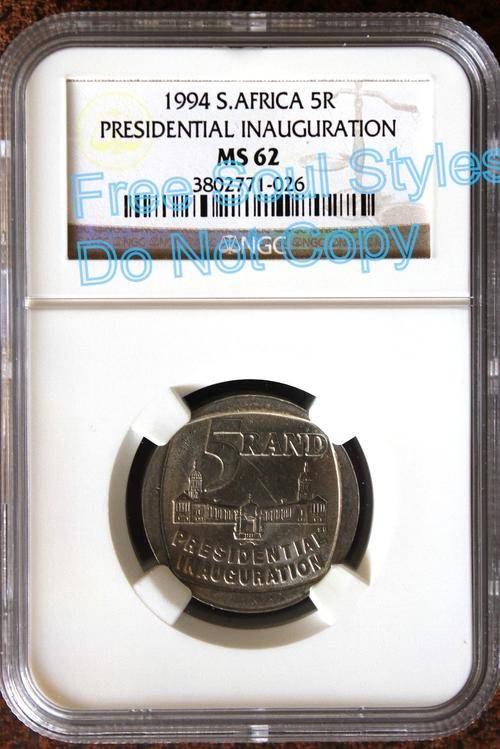 1994 S.AFRICA 5R
PRESIDENTIAL INAUGURATION
MS 62
3802771-026
Free Soul Styles
NGC
Do Not Copy
5 RAND
PRESIDENTIAL
INAUGURATION